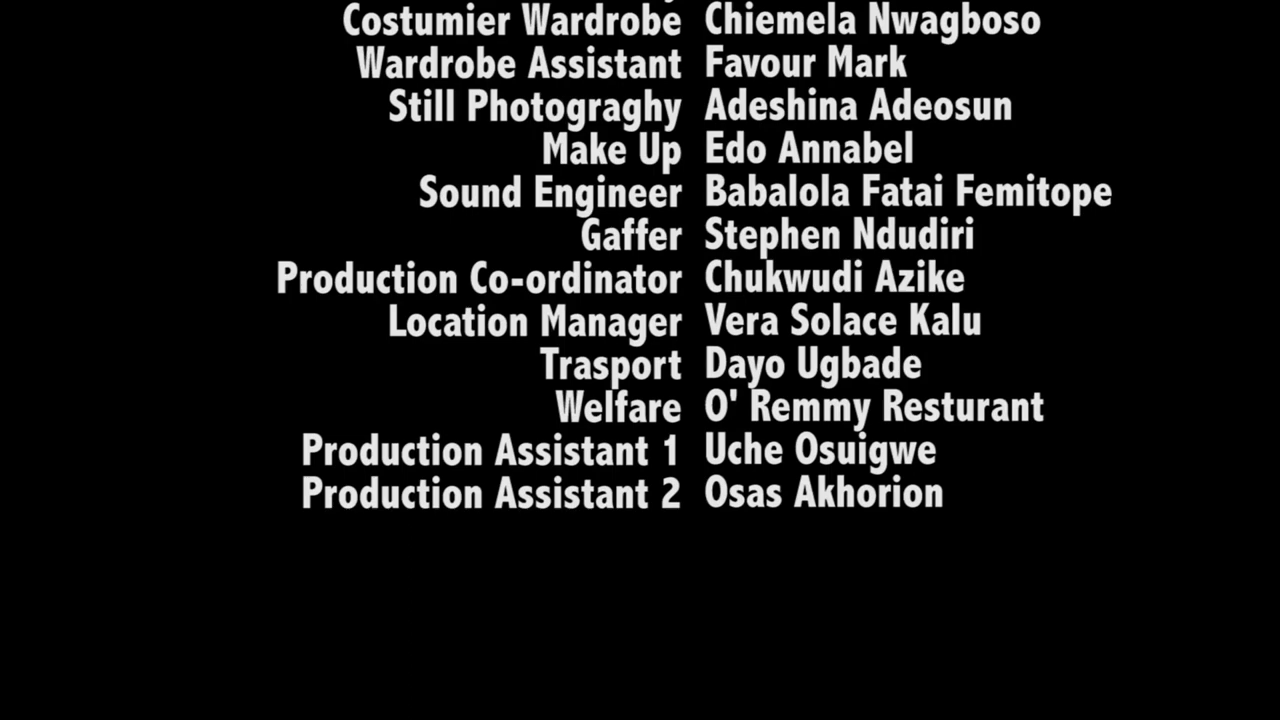 Costumier Wardrobe Chiemela Nwagboso
Wardrobe Assistant Favour Mark
Still Photograghy Adeshina Adeosun
Make Up Edo Annabel
Sound Engineer Babalola Fatai Femitope
Gaffer Stephen Ndudiri
Production Co-ordinator Chukwudi Azike
Location Manager Vera Solace Kalu
Trasport Dayo Ugbade
Welfare O' Remmy Resturant
Production Assistant 1 Uche Osuigwe
Production Assistant 2 Osas Akhorion